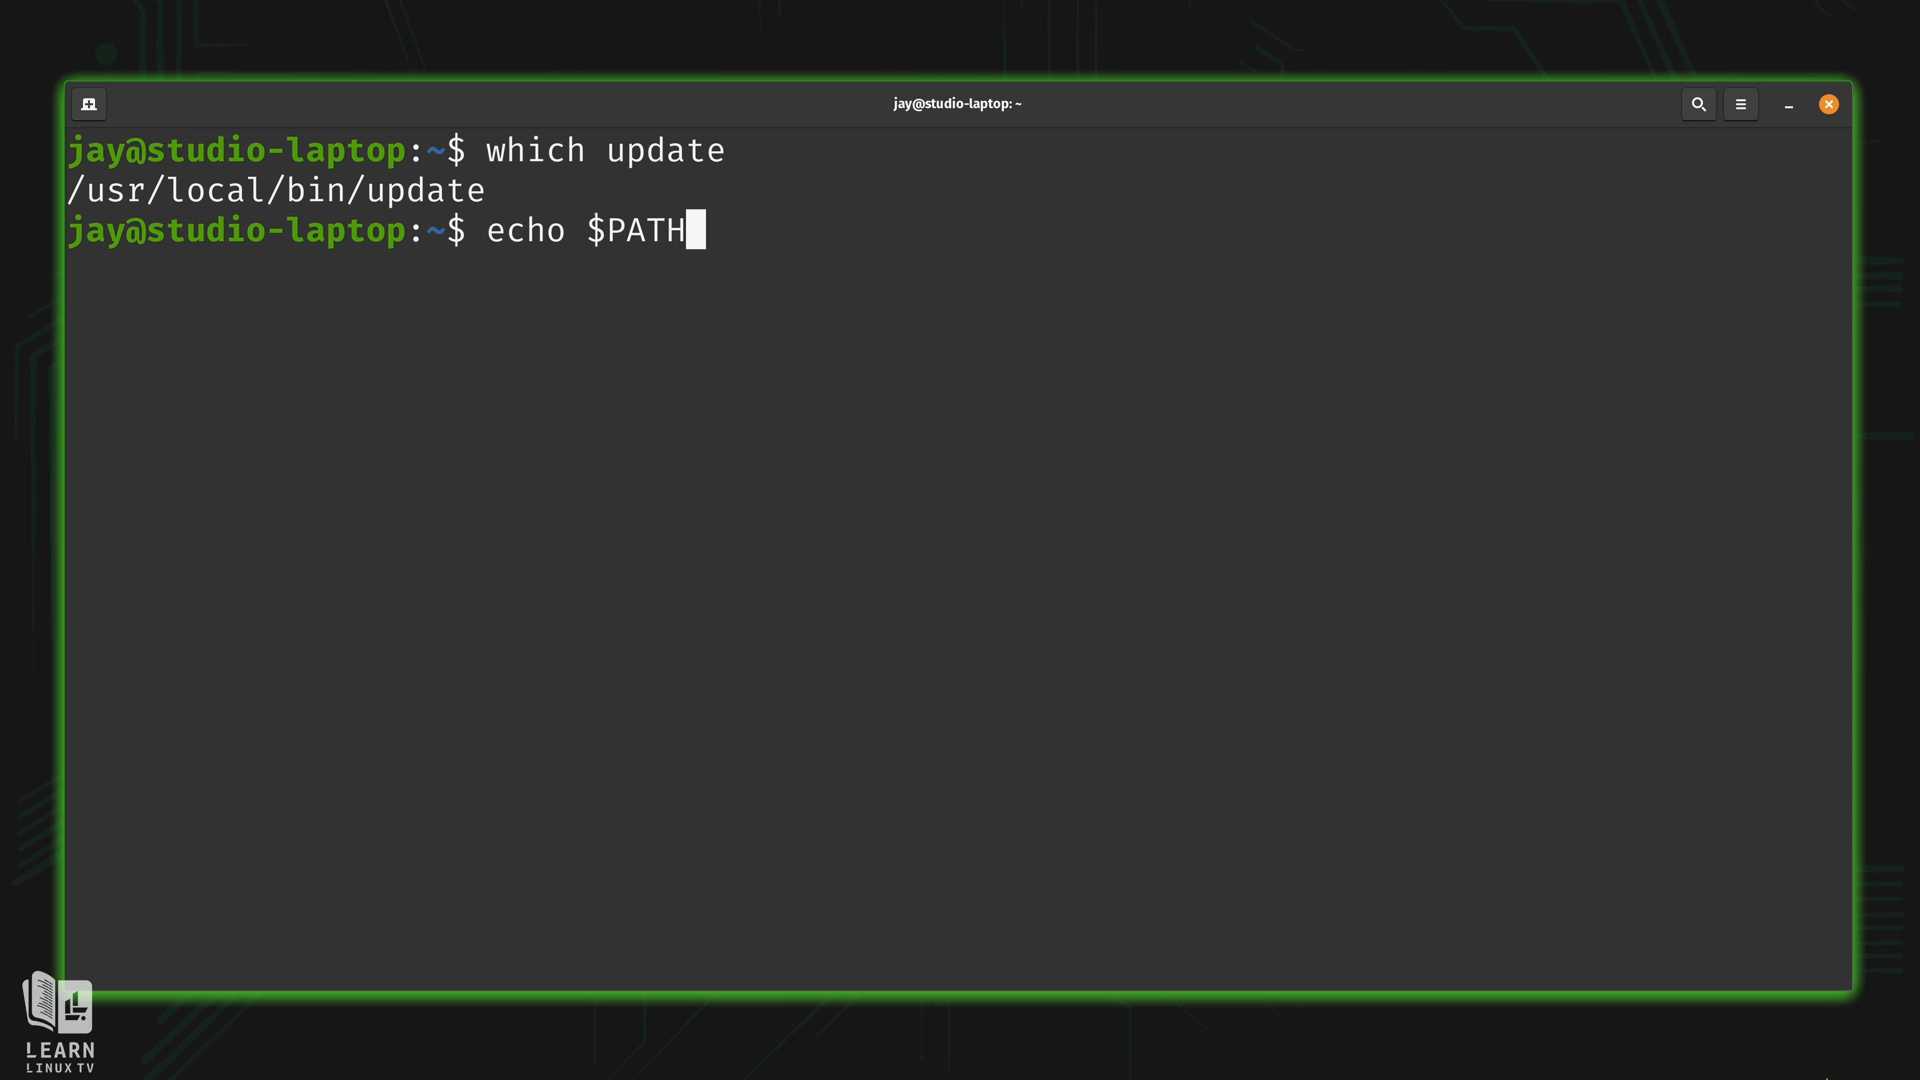 jay@studio-laptop: ~
jay@studio-laptop:~$ which update
/usr/local/bin/update
jay@studio-laptop:~$ echo $PATH
LEARN
LINUX TV